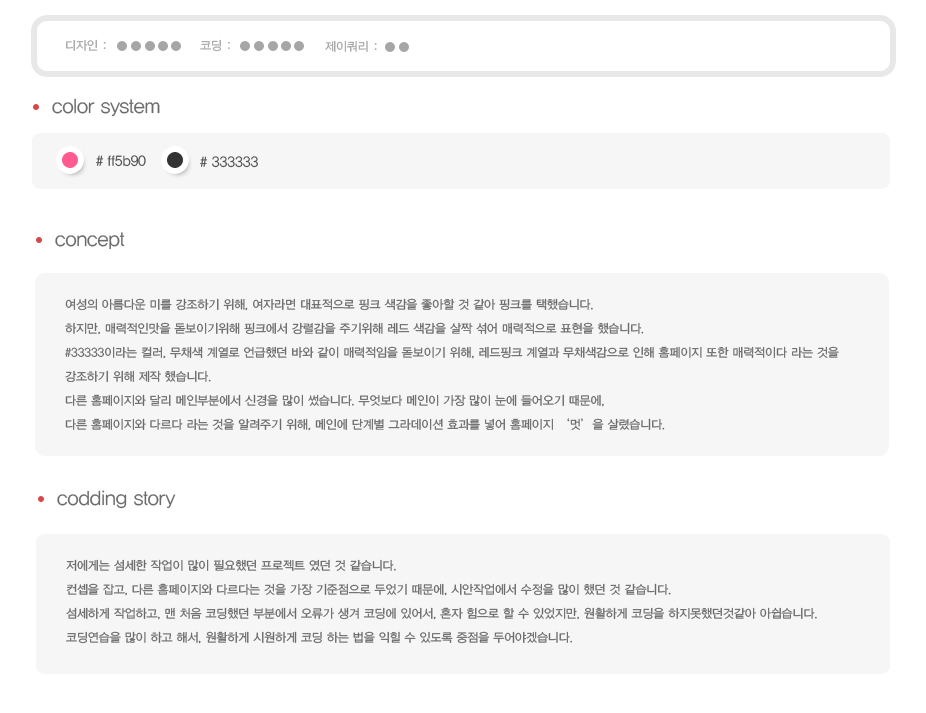 디자인 : ●●●●● 코딩 : ●●●●● 제이쿼리 : ●●
color system
# ff5b90 # 333333
concept
여성의 아름다운 미를 강조하기 위해, 여자라면 대표적으로 핑크 색감을 좋아할 것 같아 핑크를 택했습니다.
하지만, 매력적인맛을 돋보이기위해 핑크에서 강렬감을 주기위해 레드 색감을 살짝 섞어 매력적으로 표현을 했습니다.
#33333이라는 컬러, 무채색 계열로 언급했던 바와 같이 매력적임을 돋보이기 위해, 레드핑크 계열과 무채색감으로 인해 홈페이지 또한 매력적이다 라는 것을
강조하기 위해 제작 했습니다.
다른 홈페이지와 달리 메인부분에서 신경을 많이 썼습니다. 무엇보다 메인이 가장 많이 눈에 들어오기 때문에,
다른 홈페이지와 다르다 라는 것을 알려주기 위해, 메인에 단계별 그라데이션 효과를 넣어 홈페이지 ‘멋’ 을 살렸습니다.
codding story
저에게는 섬세한 작업이 많이 필요했던 프로젝트 였던 것 같습니다.
컨셉을 잡고, 다른 홈페이지와 다르다는 것을 가장 기준점으로 두었기 때문에, 시안작업에서 수정을 많이 했던 것 같습니다.
섬세하게 작업하고, 맨 처음 코딩했던 부분에서 오류가 생겨 코딩에 있어서, 혼자 힘으로 할 수 있었지만, 원활하게 코딩을 하지못했던것같아 아쉽습니다.
코딩연습을 많이 하고 해서, 원활하게 시원하게 코딩 하는 법을 익힐 수 있도록 중점을 두어야겠습니다.